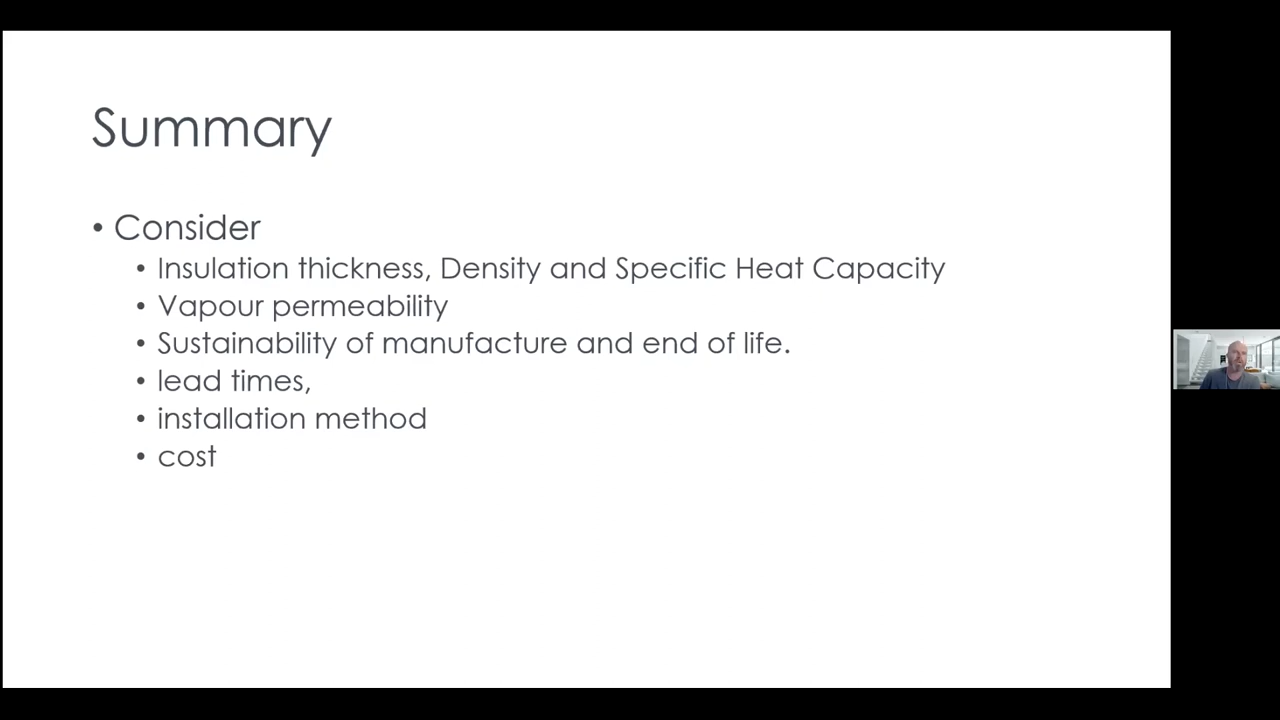 Summary
• Consider
• Insulation thickness, Density and Specific Heat Capacity
• Vapour permeability
• Sustainability of manufacture and end of life.
• lead times,
• installation method
• cost